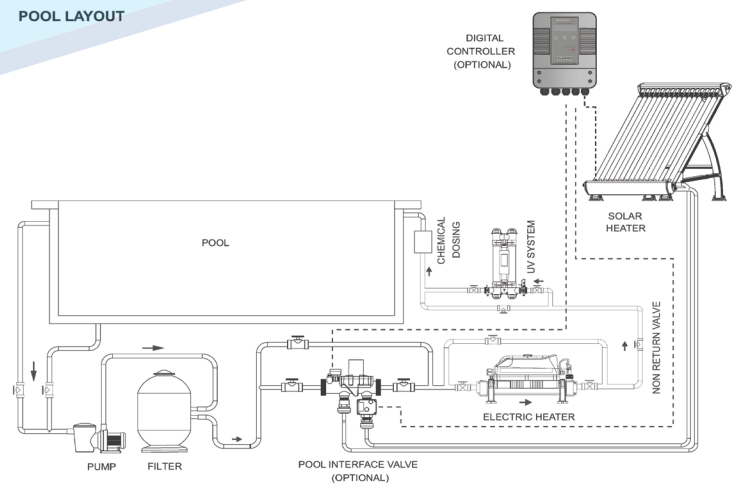 POOL LAYOUT
DIGITAL
CONTROLLER
(OPTIONAL)
SOLAR
HEATER
POOL
CHEMICAL
DOSING
UV SYSTEM
NON RETURN VALVE
ELECTRIC HEATER
PUMP
FILTER
POOL INTERFACE VALVE
(OPTIONAL)